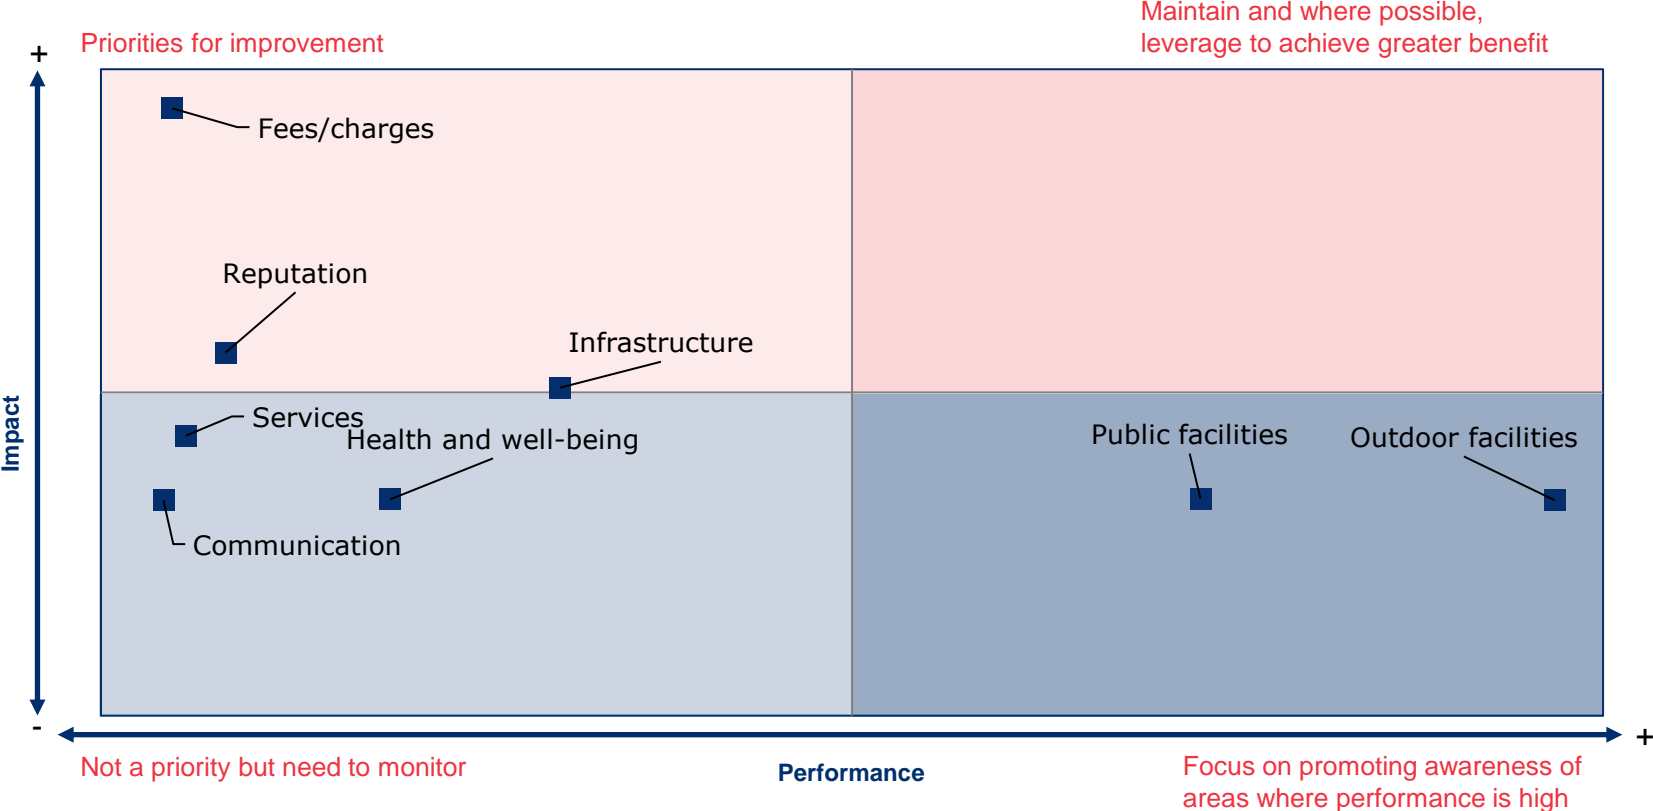 Maintain and where possible,
leverage to achieve greater benefit
Priorities for improvement
+
Fees/charges
Reputation
Infrastructure
Services
Health and well-being
Public facilities
Outdoor facilities
Communication
Impact
-
+
Not a priority but need to monitor
Performance
Focus on promoting awareness of
areas where performance is high